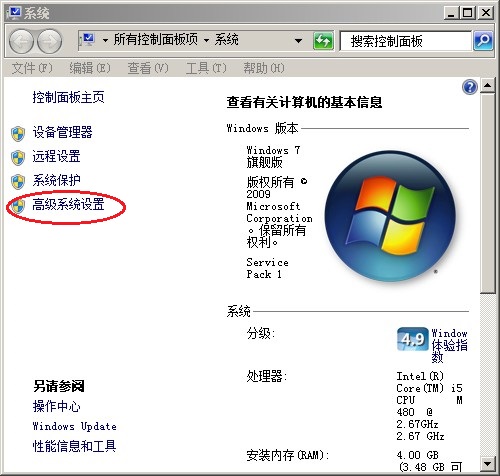 系统
所有控制面板项 系统
搜索控制面板
文件(F) 编辑(E) 查看(V) 工具(T) 帮助(H)
控制面板主页
设备管理器
远程设置
系统保护
高级系统设置
另请参阅
操作中心
Windows Update
性能信息和工具
查看有关计算机的基本信息
Windows 版本
Windows 7
旗舰版
版权所有 ©
2009
Microsoft
Corporation
。保留所有
权利。
Service
Pack 1
系统
分级:
4.9
Window
体验指
数
处理器:
Intel(R)
Core(TM) i5
CPU M
480 @
2.67GHz
2.67 GHz
安装内存(RAM):
4.00 GB
(3.48 GB 可